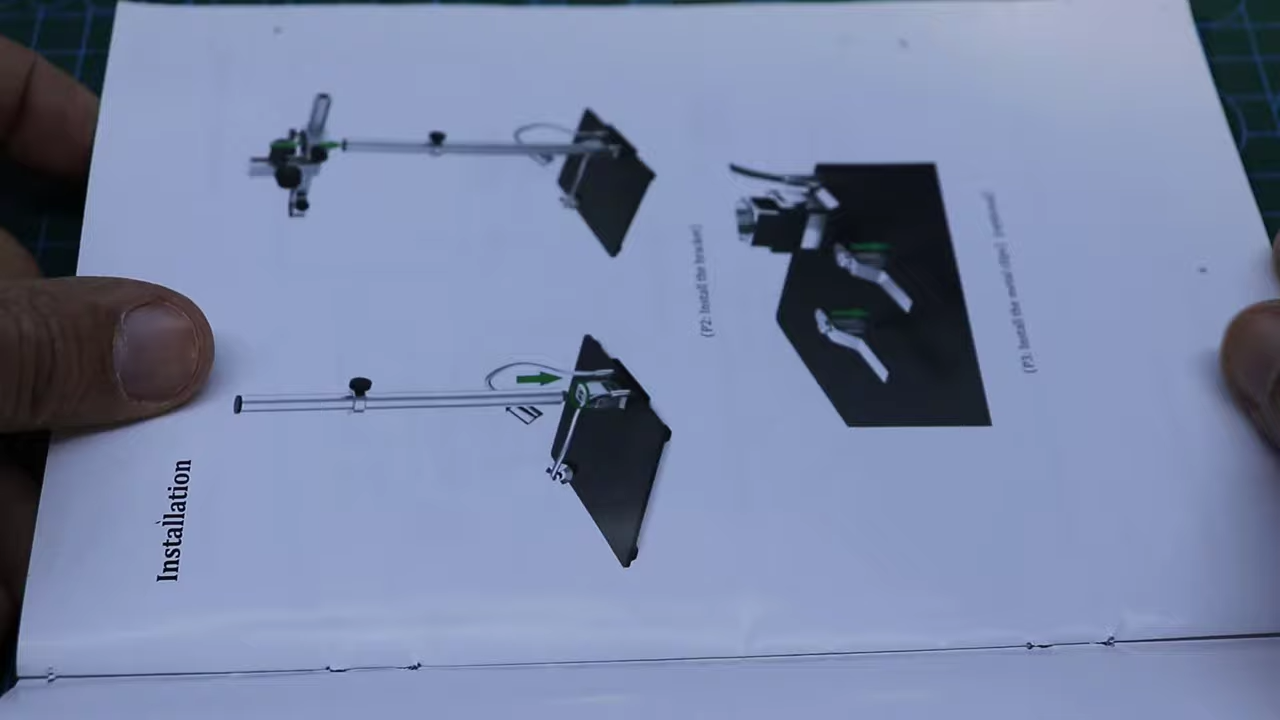 Installation
(P2: Install the bracket)
(P3: Install the metal clips)